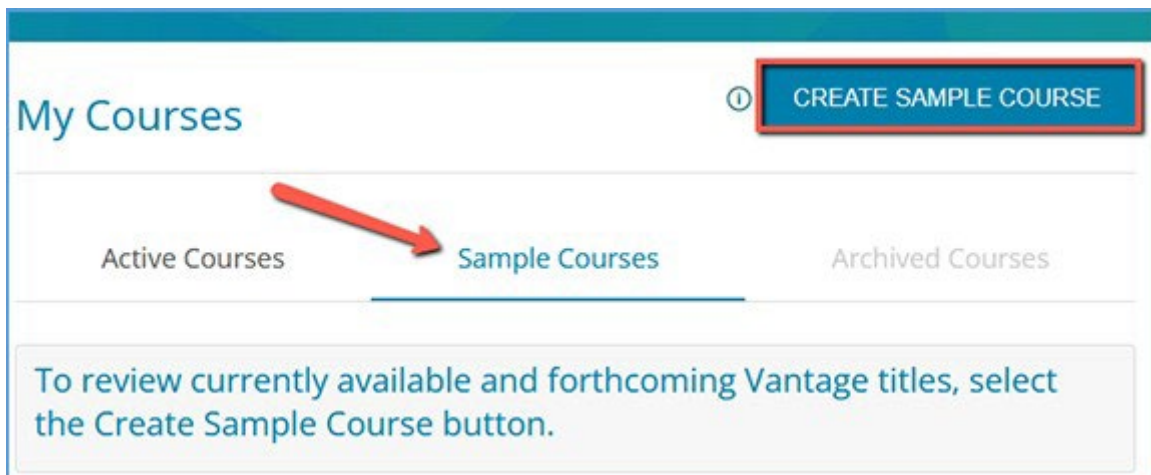 My Courses
CREATE SAMPLE COURSE
Active Courses
Sample Courses
Archived Courses
To review currently available and forthcoming Vantage titles, select
the Create Sample Course button.